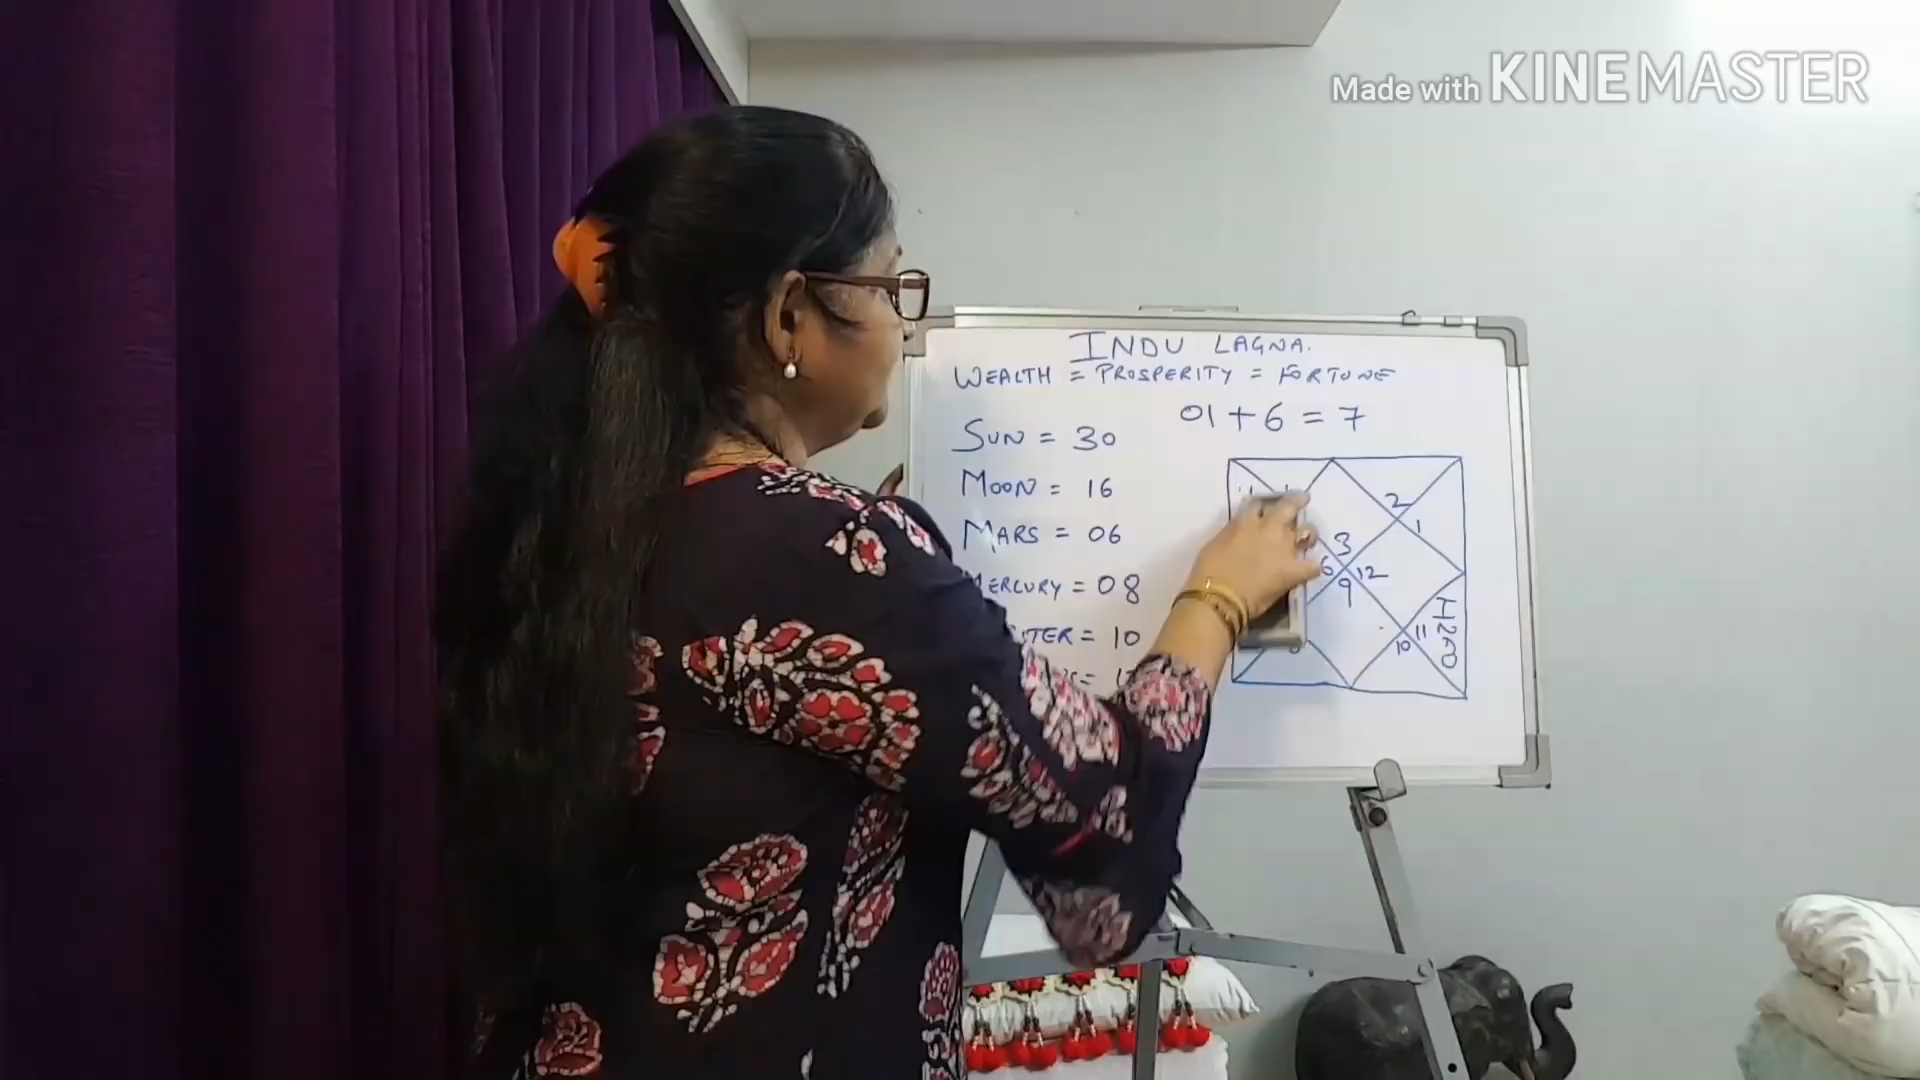 Made with KINEMASTER
INDU LAGNA.
WEALTH = PROSPERITY = FORTUNE
01 + 6 = 7
SUN = 30
MOON = 16
MARS = 06
MERCURY = 08
= 10
2
1
3
6 12
9
11
10